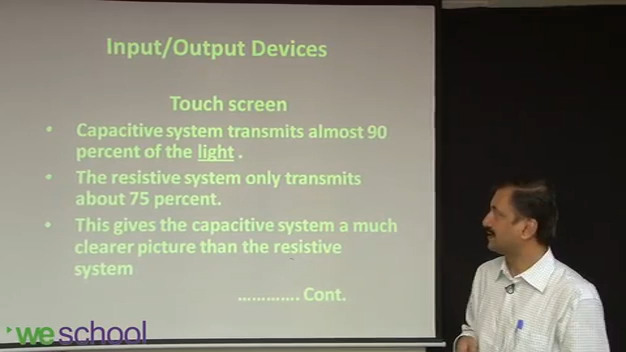 Input/Output Devices
Touch screen
• Capacitive system transmits almost 90
percent of the light .
• The resistive system only transmits
about 75 percent.
• This gives the capacitive system a much
clearer picture than the resistive
system
…………. Cont.
weschool